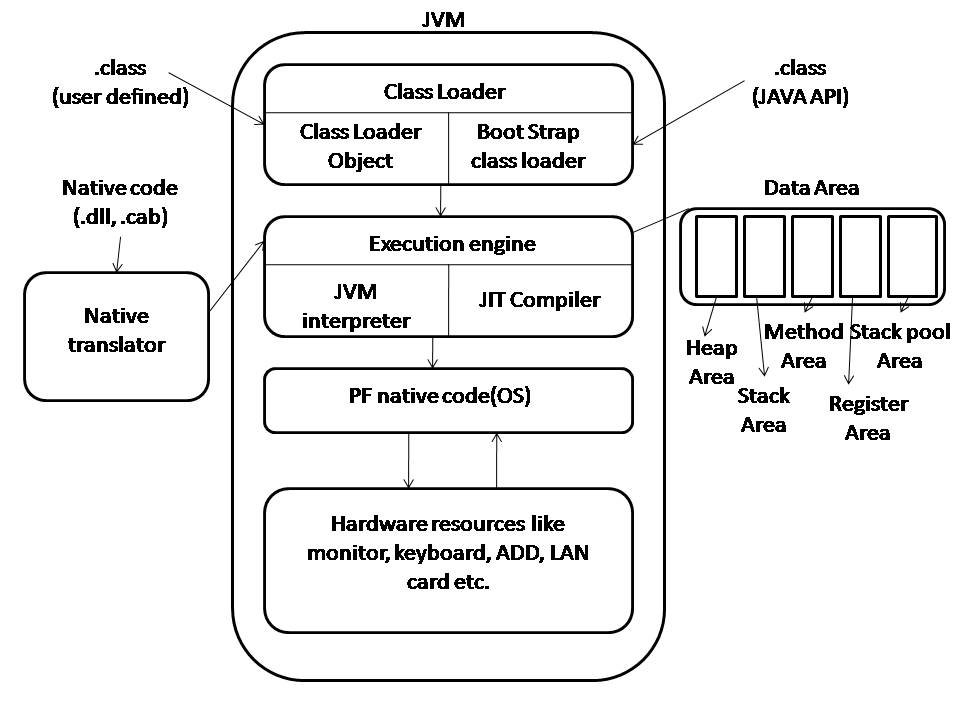 JVM
.class
(user defined)
.class
(JAVA API)
Class Loader
Class Loader
Object
Boot Strap
class loader
Native code
(.dll, .cab)
Data Area
Execution engine
JVM
interpreter
JIT Compiler
Native
translator
Heap
Area
Stack
Area
Method
Area
Register
Area
Stack pool
Area
PF native code(OS)
Hardware resources like
monitor, keyboard, ADD, LAN
card etc.